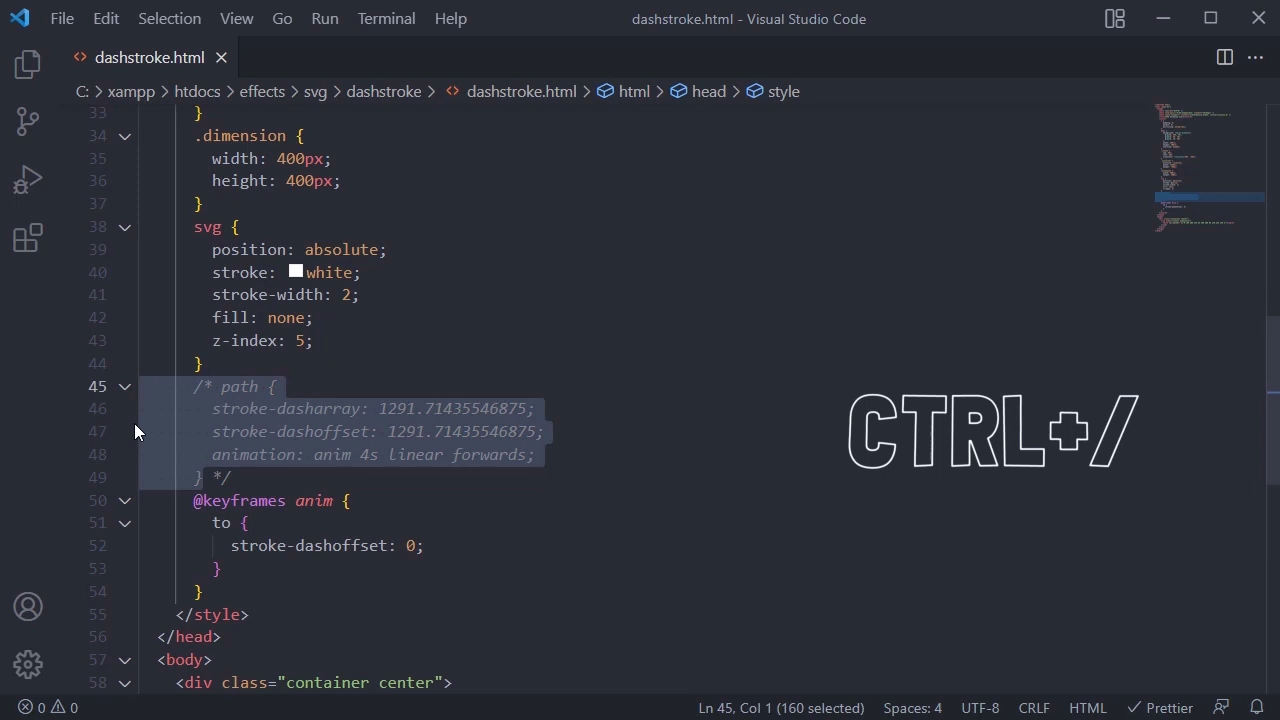 File Edit Selection View Go Run Terminal Help dashstroke.html - Visual Studio Code
dashstroke.html
C: > xampp > htdocs > effects > svg > dashstroke > dashstroke.html > html > head > style
33 }
34 .dimension {
35 width: 400px;
36 height: 400px;
37 }
38 svg {
39 position: absolute;
40 stroke: white;
41 stroke-width: 2;
42 fill: none;
43 z-index: 5;
44 }
45 /* path {
46 stroke-dasharray: 1291.71435546875;
47 stroke-dashoffset: 1291.71435546875;
48 animation: anim 4s linear forwards;
49 } */
50 @keyframes anim {
51 to {
52 stroke-dashoffset: 0;
53 }
54 }
55 </style>
56 </head>
57 <body>
58 <div class="container center">
CTRL+/
0 0 Ln 45, Col 1 (160 selected) Spaces: 4 UTF-8 CRLF HTML Prettier